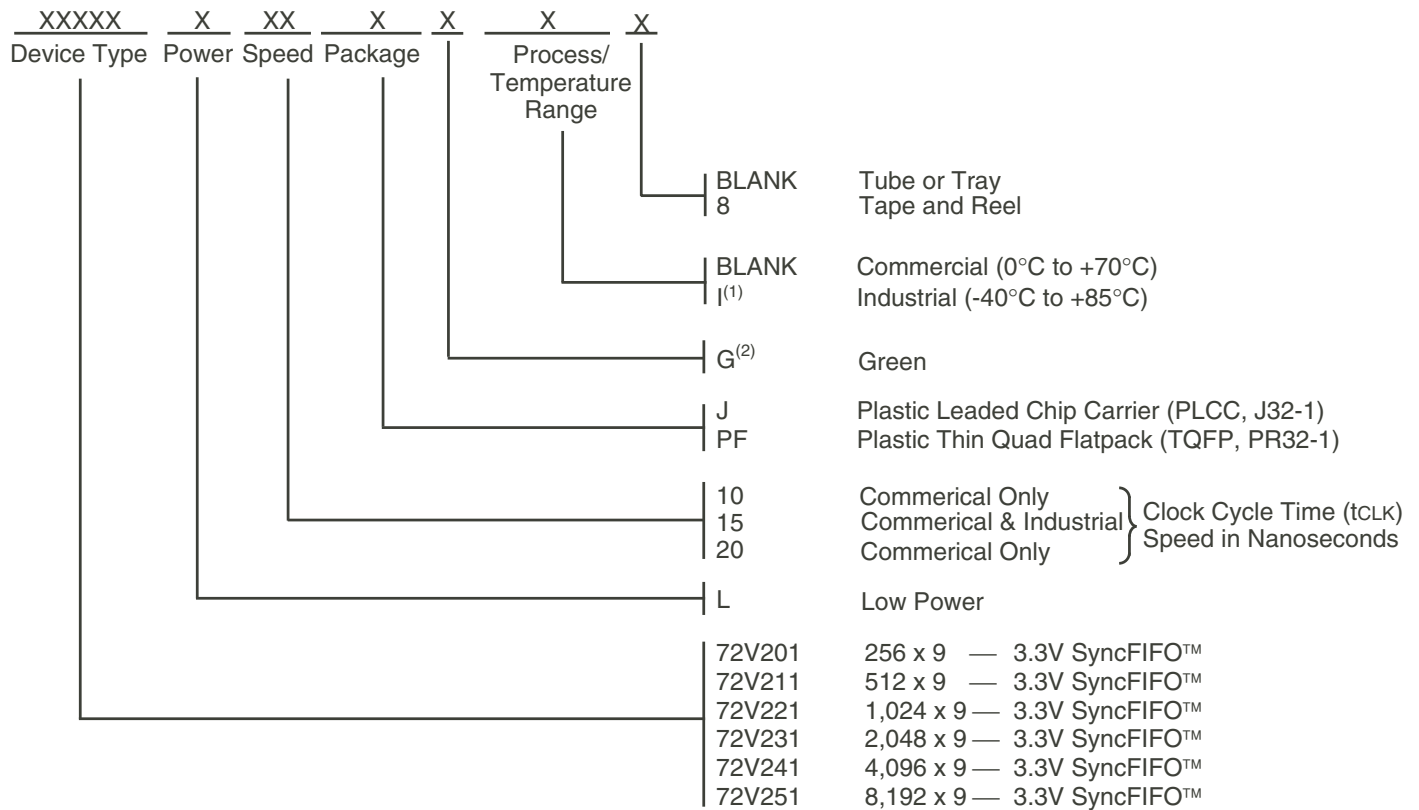 XXXXX X XX X X X X
Device Type Power Speed Package Process/
Temperature
Range
BLANK Tube or Tray
8 Tape and Reel
BLANK Commercial (0°C to +70°C)
I(1) Industrial (-40°C to +85°C)
G(2) Green
J Plastic Leaded Chip Carrier (PLCC, J32-1)
PF Plastic Thin Quad Flatpack (TQFP, PR32-1)
10 Commerical Only
15 Commerical & Industrial
20 Commerical Only
Clock Cycle Time (tCLK)
Speed in Nanoseconds
L Low Power
72V201 256 x 9 — 3.3V SyncFIFO™
72V211 512 x 9 — 3.3V SyncFIFO™
72V221 1,024 x 9 — 3.3V SyncFIFO™
72V231 2,048 x 9 — 3.3V SyncFIFO™
72V241 4,096 x 9 — 3.3V SyncFIFO™
72V251 8,192 x 9 — 3.3V SyncFIFO™